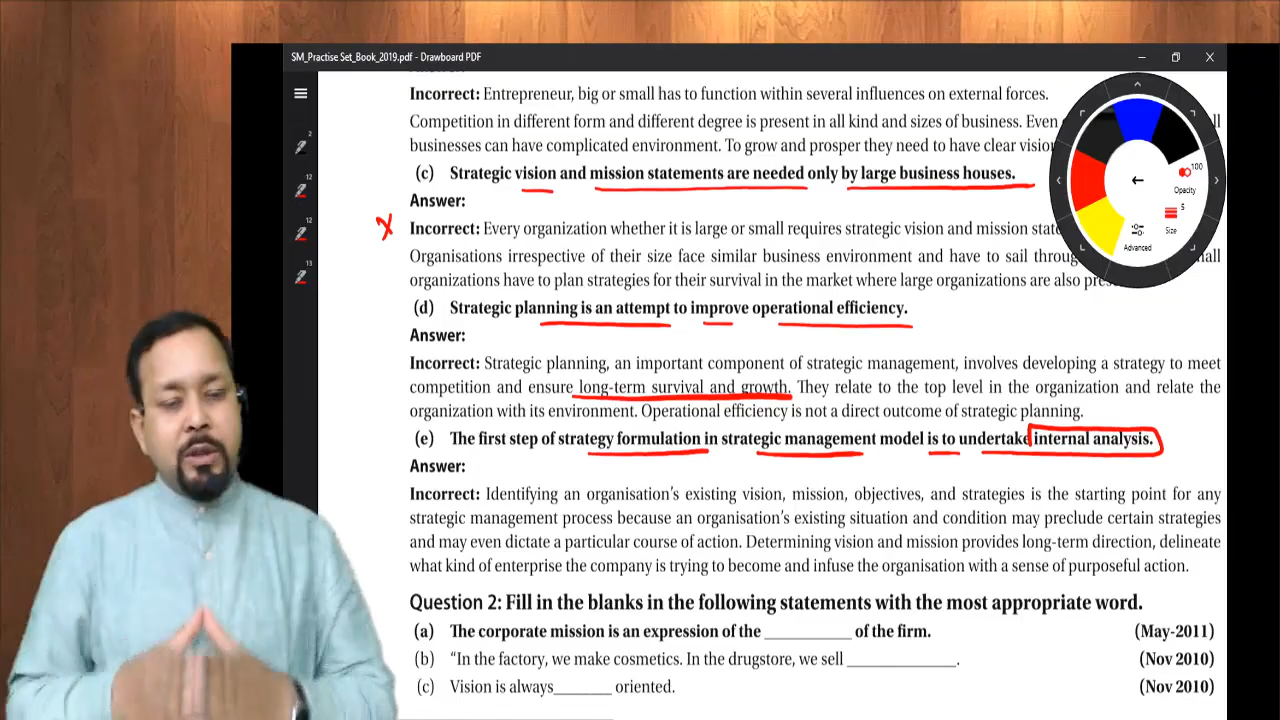 SM_Practise Set_Book_2019.pdf - Drawboard PDF
Incorrect: Entrepreneur, big or small has to function within several influences on external forces.
Competition in different form and different degree is present in all kind and sizes of business. Even
businesses can have complicated environment. To grow and prosper they need to have clear
(c) Strategic vision and mission statements are needed only by large business houses.
Answer:
X Incorrect: Every organization whether it is large or small requires strategic vision and mission
Organisations irrespective of their size face similar business environment and have to sail
organizations have to plan strategies for their survival in the market where large organizations are also
(d) Strategic planning is an attempt to improve operational efficiency.
Answer:
Incorrect: Strategic planning, an important component of strategic management, involves developing a strategy to meet
competition and ensure long-term survival and growth. They relate to the top level in the organization and relate the
organization with its environment. Operational efficiency is not a direct outcome of strategic planning.
(e) The first step of strategy formulation in strategic management model is to undertake internal analysis.
Answer:
Incorrect: Identifying an organisation's existing vision, mission, objectives, and strategies is the starting point for any
strategic management process because an organisation's existing situation and condition may preclude certain strategies
and may even dictate a particular course of action. Determining vision and mission provides long-term direction, delineate
what kind of enterprise the company is trying to become and infuse the organisation with a sense of purposeful action.
Question 2: Fill in the blanks in the following statements with the most appropriate word.
(a) The corporate mission is an expression of the __________ of the firm. (May-2011)
(b) "In the factory, we make cosmetics. In the drugstore, we sell ____________. (Nov 2010)
(c) Vision is always_______ oriented. (Nov 2010)
2
12
12
13
100
Opacity
5
Size
Advanced